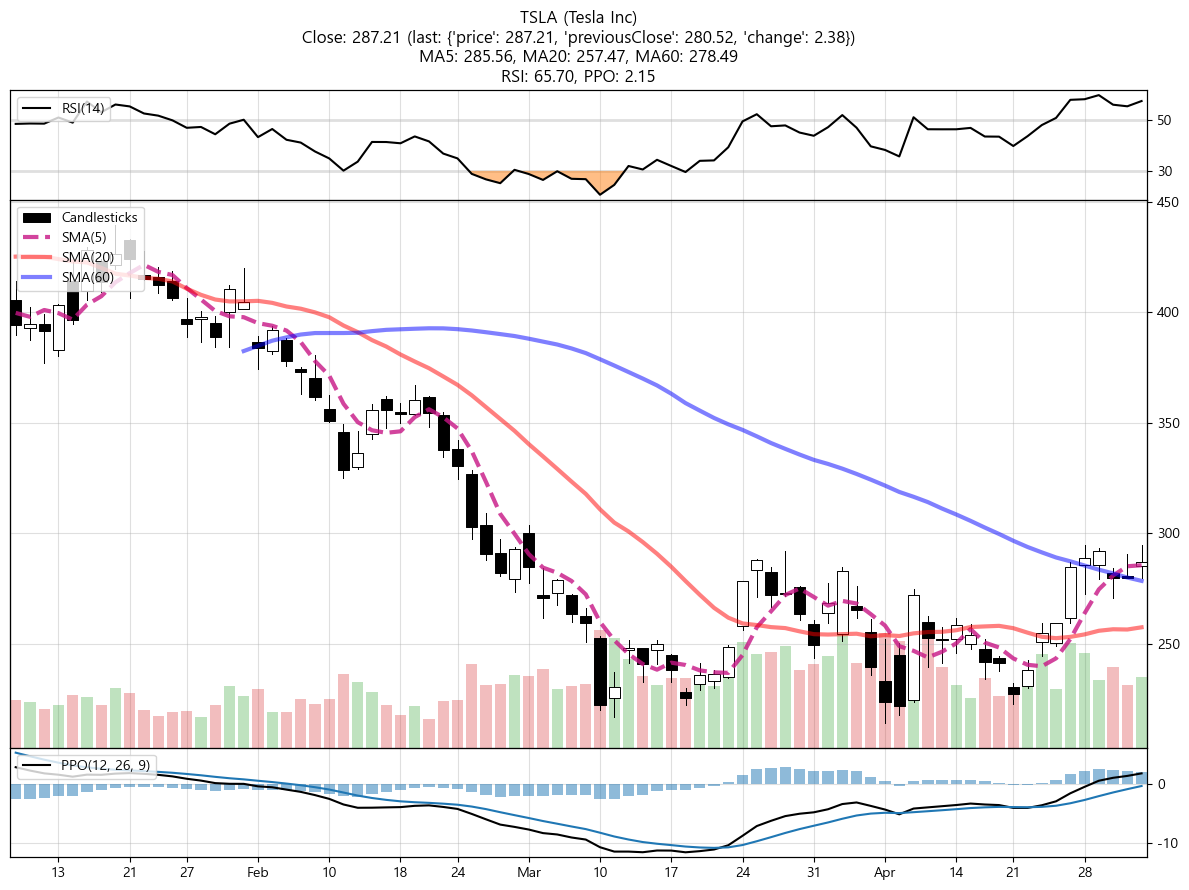 TSLA (Tesla Inc)
Close: 287.21 (last: {'price': 287.21, 'previousClose': 280.52, 'change': 2.38})
MA5: 285.56, MA20: 257.47, MA60: 278.49
RSI: 65.70, PPO: 2.15
RSI(14)
50
30
450
Candlesticks
SMA(5)
SMA(20)
SMA(60)
400
350
300
250
PPO(12, 26, 9)
0
-10
13 21 27 Feb 10 18 24 Mar 10 17 24 31 Apr 14 21 28